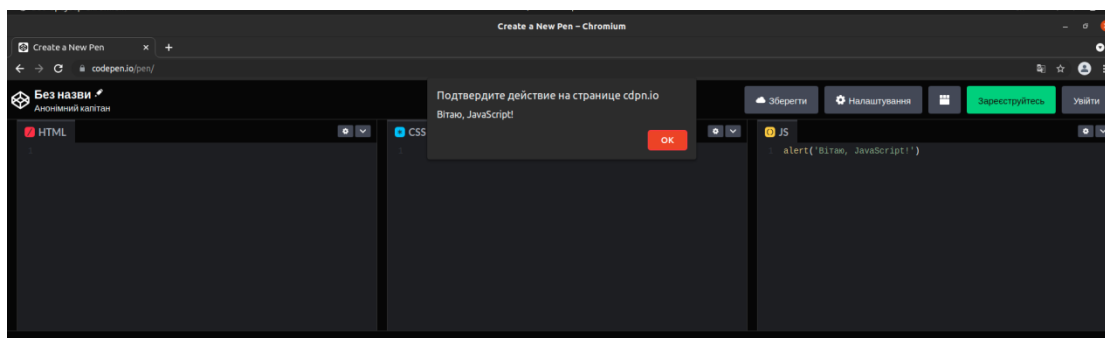 Create a New Pen – Chromium
Create a New Pen
codepen.io/pen/
Без назви
Анонімний капітан
Подтвердите действие на странице cdpn.io
Вітаю, JavaScript!
OK
Зберегти
Налаштування
Зареєструйтесь
Увійти
HTML
CSS
JS
1
1
1 alert('Вітаю, JavaScript!')